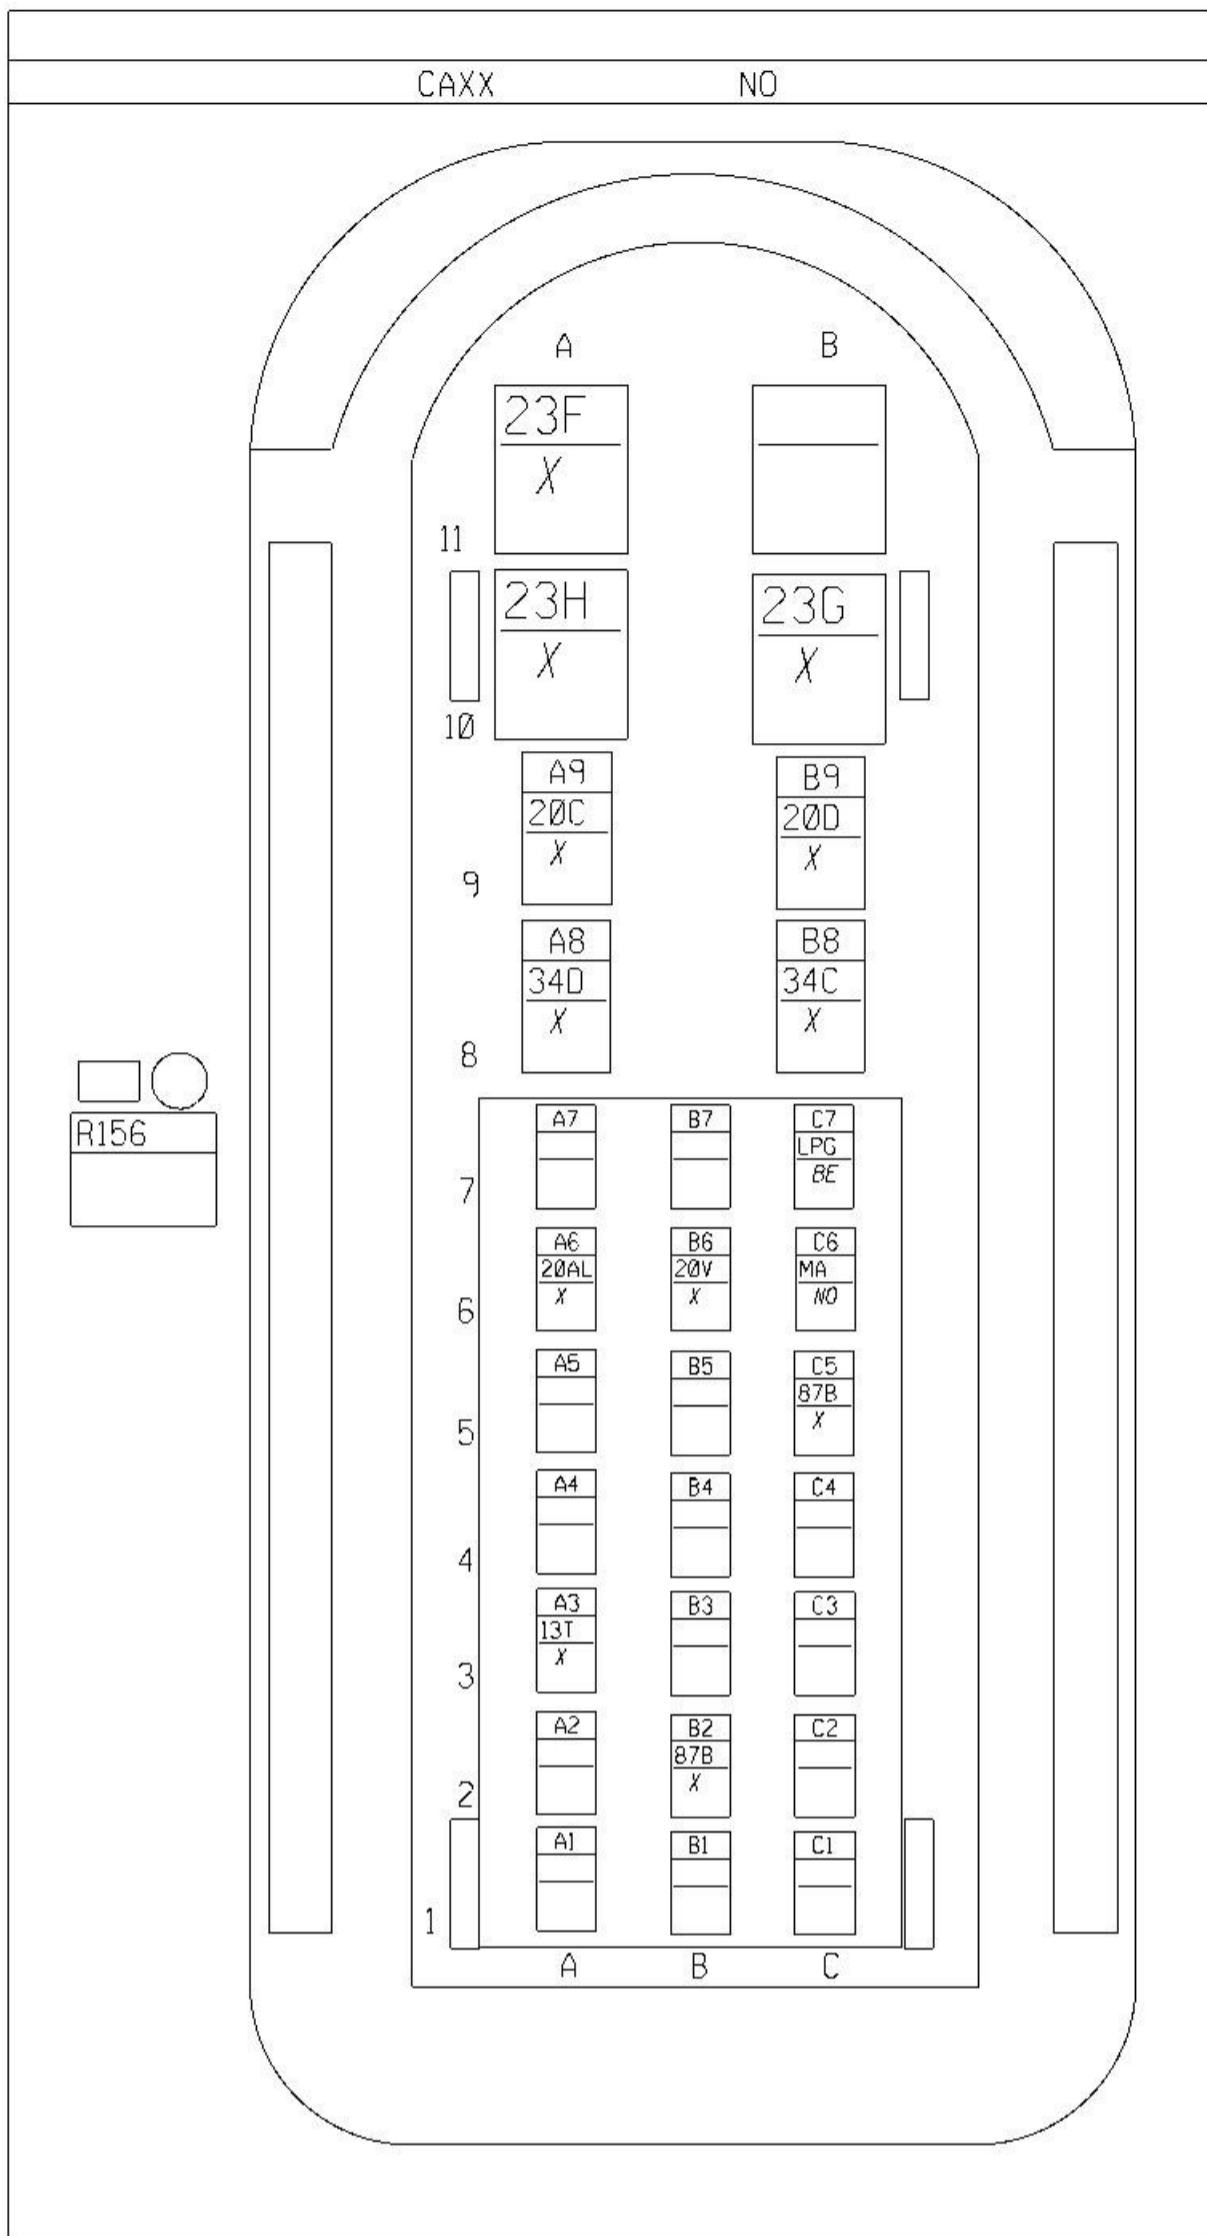 CAXX NO
A B
23F
X
11
23H 23G
X X
10
A9 B9
20C 20D
X X
9
A8 B8
34D 34C
X X
8
A7 B7 C7
LPG
BE
R156
7
A6 B6 C6
20AL 20V MA
X X NO
6
A5 B5 C5
87B
X
5
A4 B4 C4
4
A3 B3 C3
13T
X
3
A2 B2 C2
87B
X
2
A1 B1 C1
1
A B C